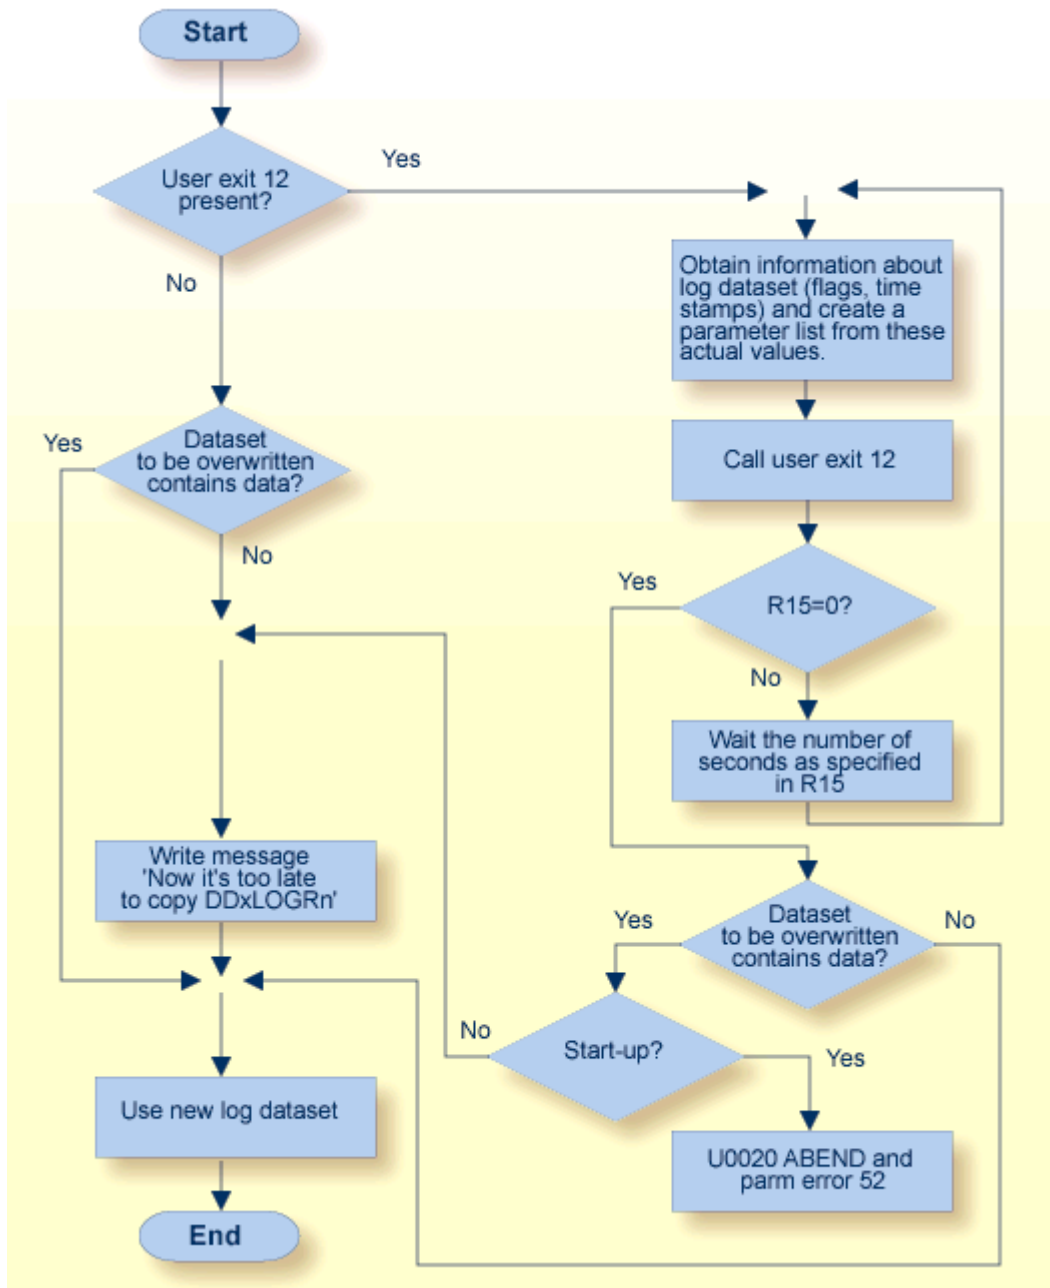 Start
User exit 12
present?
Yes
No
Obtain information about
log dataset (flags, time
stamps) and create a
parameter list from these
actual values.
Yes
Dataset
to be overwritten
contains data?
No
Call user exit 12
Yes
R15=0?
No
Wait the number of
seconds as specified
in R15
Write message
'Now it's too late
to copy DDxLOGRn'
Yes
Dataset
to be overwritten
contains data?
No
No
Start-up?
Yes
Use new log dataset
U0020 ABEND and
parm error 52
End